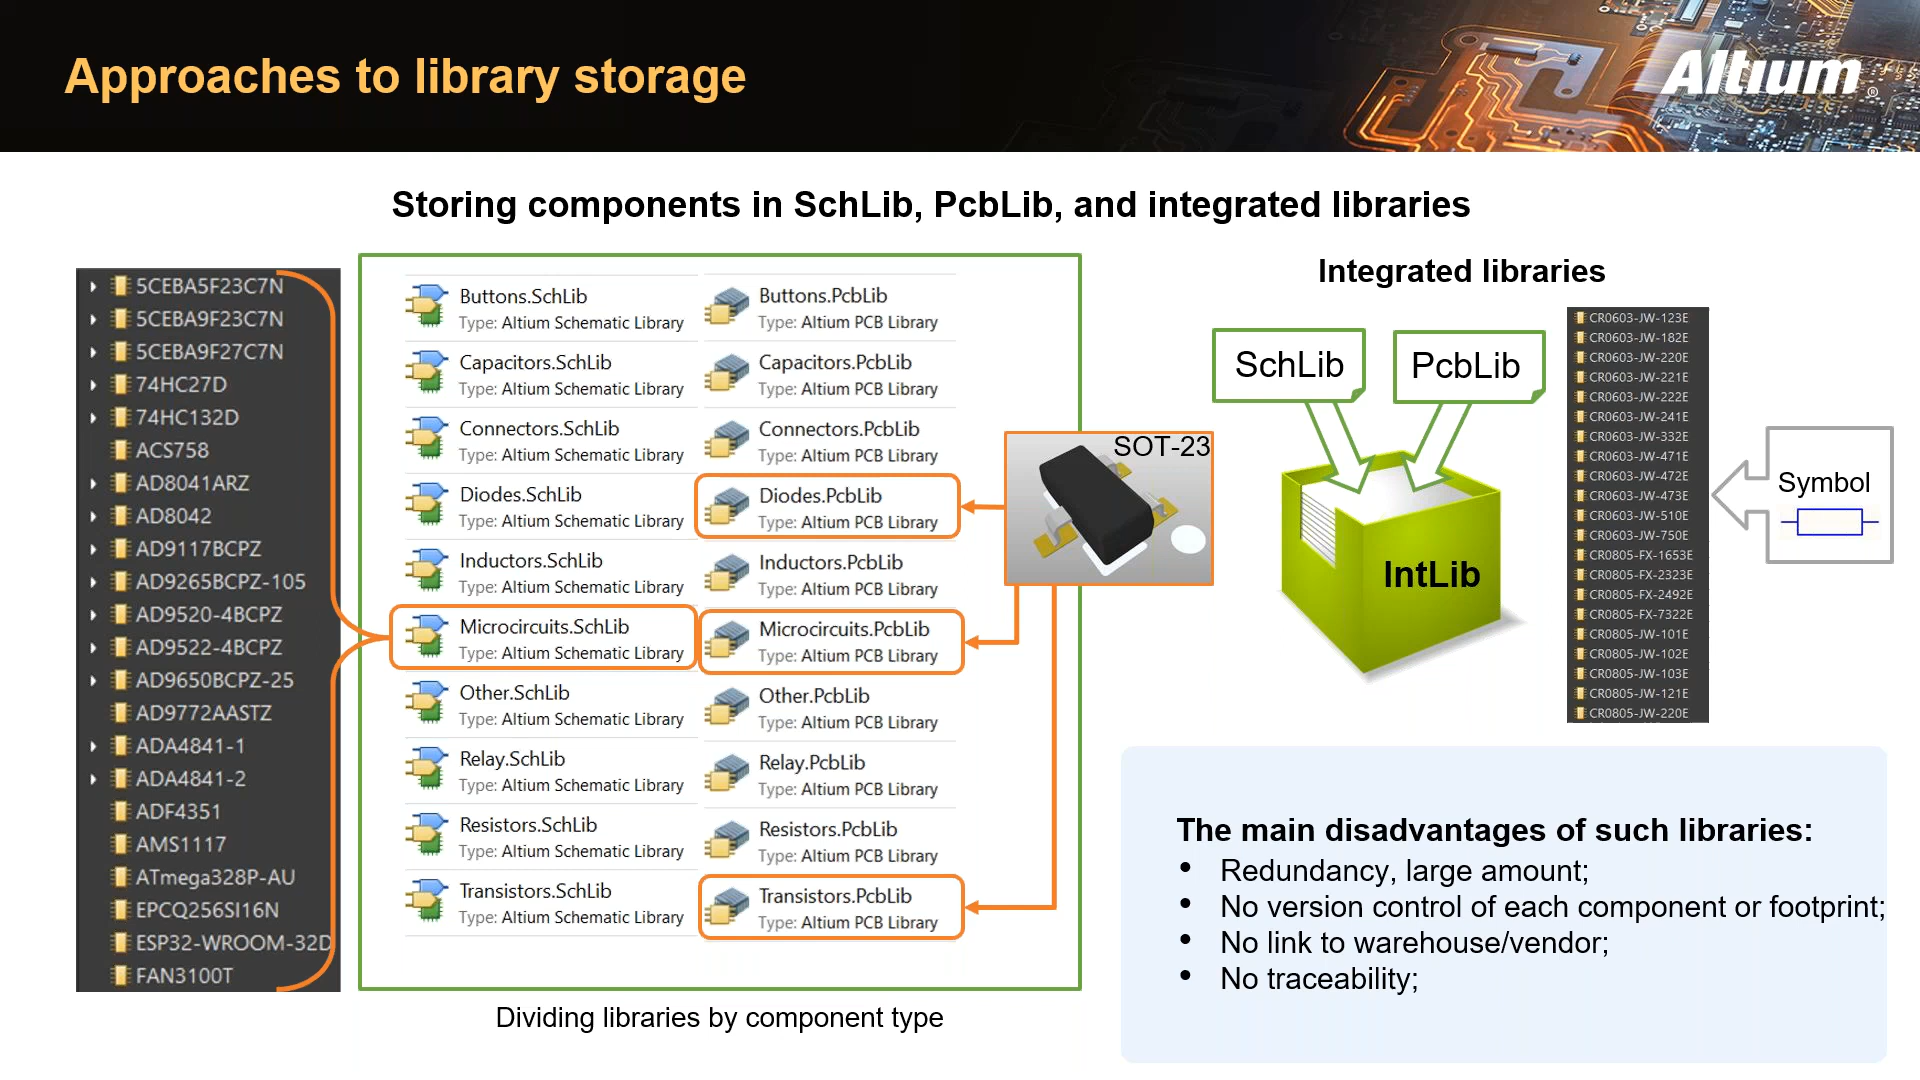 Approaches to library storage
Altıum®
Storing components in SchLib, PcbLib, and integrated libraries
5CEBA5F23C7N
5CEBA9F23C7N
5CEBA9F27C7N
74HC27D
74HC132D
ACS758
AD8041ARZ
AD8042
AD9117BCPZ
AD9265BCPZ-105
AD9520-4BCPZ
AD9522-4BCPZ
AD9650BCPZ-25
AD9772AASTZ
ADA4841-1
ADA4841-2
ADF4351
AMS1117
ATmega328P-AU
EPCQ256SI16N
ESP32-WROOM-32D
FAN3100T
Buttons.SchLib
Type: Altium Schematic Library
Capacitors.SchLib
Type: Altium Schematic Library
Connectors.SchLib
Type: Altium Schematic Library
Diodes.SchLib
Type: Altium Schematic Library
Inductors.SchLib
Type: Altium Schematic Library
Microcircuits.SchLib
Type: Altium Schematic Library
Other.SchLib
Type: Altium Schematic Library
Relay.SchLib
Type: Altium Schematic Library
Resistors.SchLib
Type: Altium Schematic Library
Transistors.SchLib
Type: Altium Schematic Library
Buttons.PcbLib
Type: Altium PCB Library
Capacitors.PcbLib
Type: Altium PCB Library
Connectors.PcbLib
Type: Altium PCB Library
Diodes.PcbLib
Type: Altium PCB Library
Inductors.PcbLib
Type: Altium PCB Library
Microcircuits.PcbLib
Type: Altium PCB Library
Other.PcbLib
Type: Altium PCB Library
Relay.PcbLib
Type: Altium PCB Library
Resistors.PcbLib
Type: Altium PCB Library
Transistors.PcbLib
Type: Altium PCB Library
SOT-23
Dividing libraries by component type
Integrated libraries
SchLib
PcbLib
IntLib
CR0603-JW-123E
CR0603-JW-182E
CR0603-JW-220E
CR0603-JW-221E
CR0603-JW-222E
CR0603-JW-241E
CR0603-JW-332E
CR0603-JW-471E
CR0603-JW-472E
CR0603-JW-473E
CR0603-JW-510E
CR0603-JW-750E
CR0805-FX-1653E
CR0805-FX-2323E
CR0805-FX-2492E
CR0805-FX-7322E
CR0805-JW-101E
CR0805-JW-102E
CR0805-JW-103E
CR0805-JW-121E
CR0805-JW-220E
Symbol
The main disadvantages of such libraries:
• Redundancy, large amount;
• No version control of each component or footprint;
• No link to warehouse/vendor;
• No traceability;